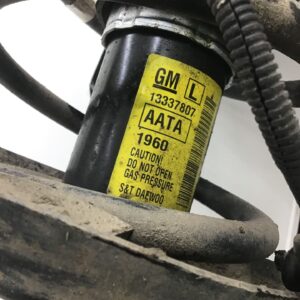 GM L
13337807
AATA
1960
CAUTION!
DO NOT OPEN
GAS PRESSURE
S&T DAEWOO